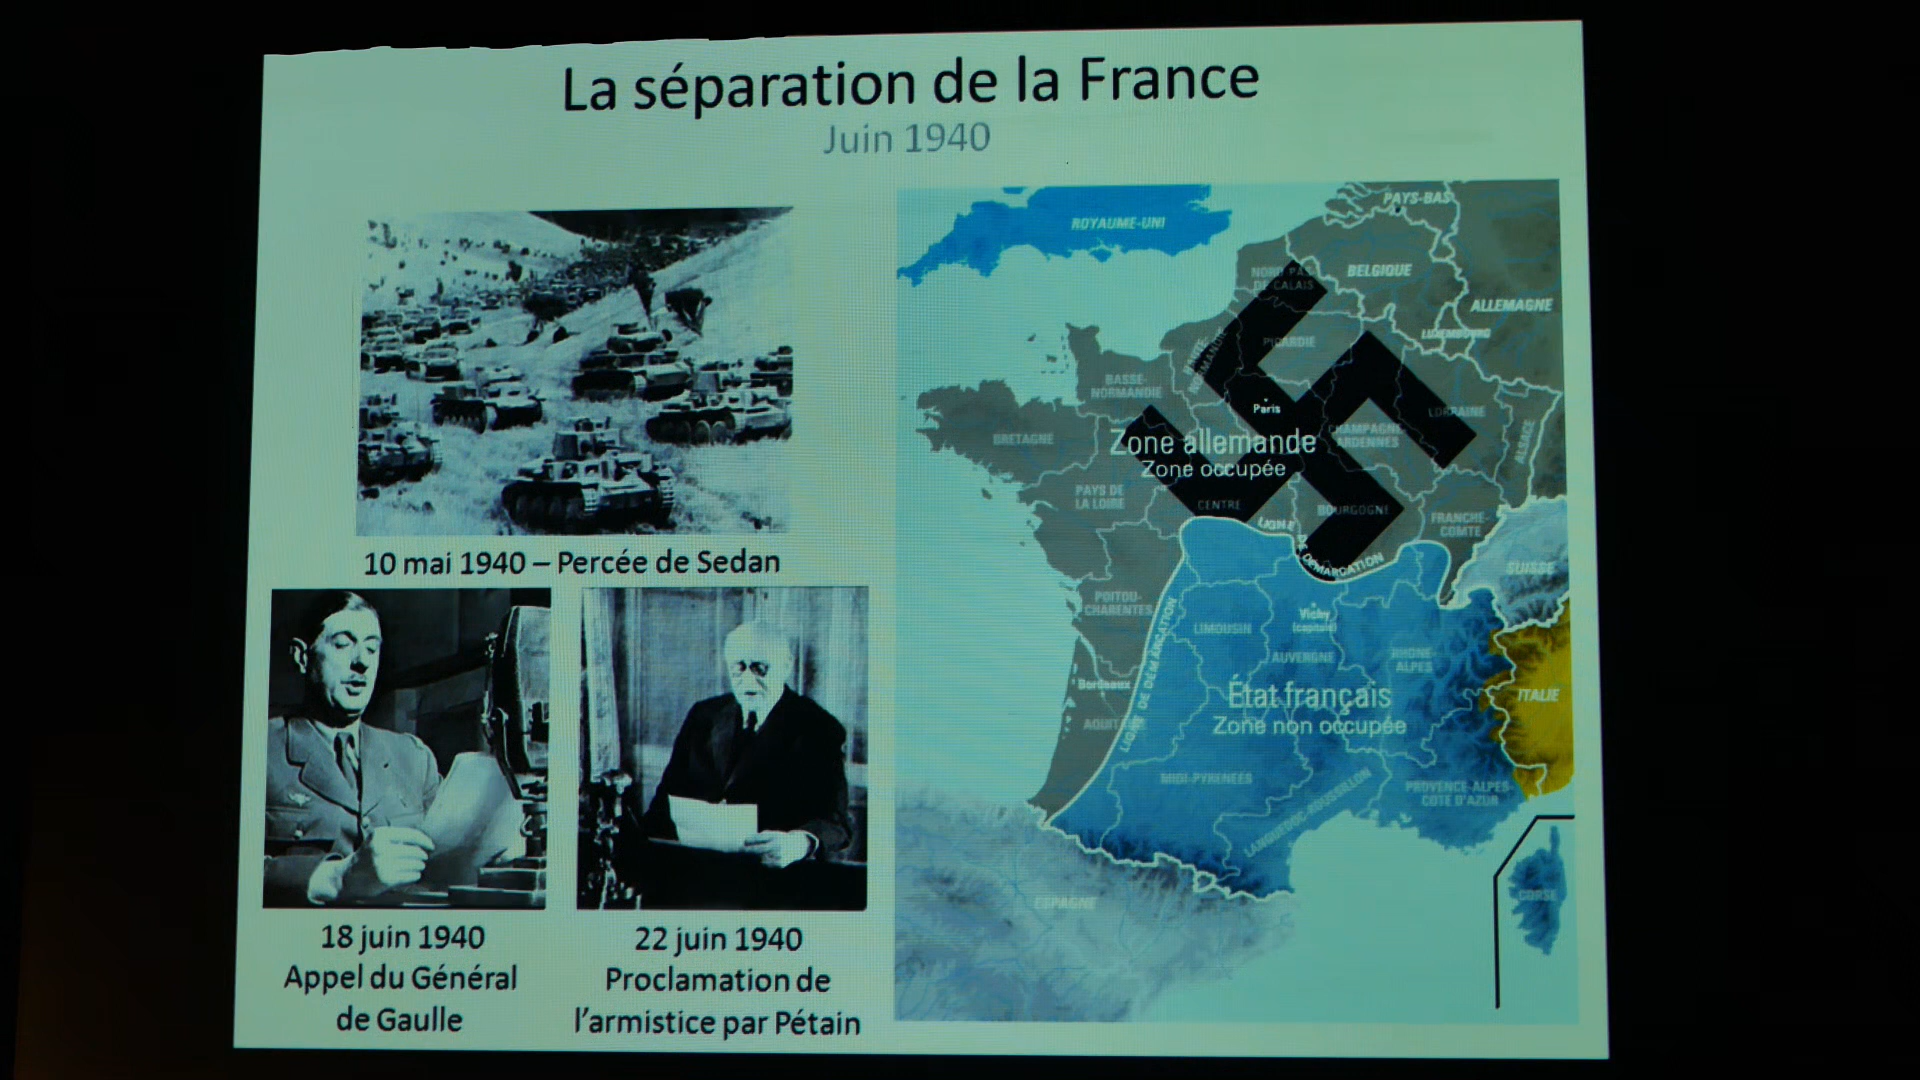 La séparation de la France
Juin 1940
10 mai 1940 – Percée de Sedan
18 juin 1940
Appel du Général
de Gaulle
22 juin 1940
Proclamation de
l'armistice par Pétain
ROYAUME-UNI
PAYS-BAS
NORD PAS
DE CALAIS
BELGIQUE
ALLEMAGNE
LUXEMBOURG
HAUTE
NORMANDIE
PICARDIE
BASSE-
NORMANDIE
Paris
LORRAINE
CHAMPAGNE
ARDENNES
ALSACE
BRETAGNE
Zone allemande
Zone occupée
PAYS DE
LA LOIRE
CENTRE
BOURGOGNE
FRANCHE-
COMTE
LIGNE DE DÉMARCATION
SUISSE
POITOU-
CHARENTES
LIMOUSIN
Vichy
(capitale)
AUVERGNE
RHONE-
ALPES
LIGNE DE DÉMARCATION
Bordeaux
AQUIT
État français
Zone non occupée
ITALIE
MIDI-PYRENEES
LANGUEDOC-ROUSSILLON
PROVENCE-ALPES-
COTE D'AZUR
ESPAGNE
CORSE